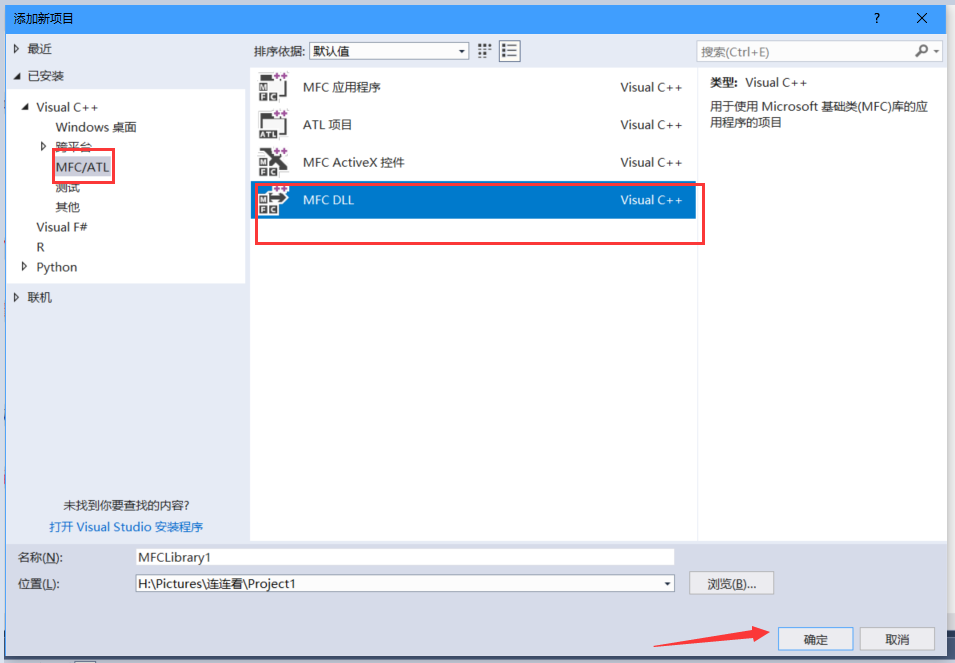 添加新项目
?
最近
已安装
Visual C++
Windows 桌面
跨平台
MFC/ATL
测试
其他
Visual F#
R
Python
联机
未找到你要查找的内容?
打开 Visual Studio 安装程序
排序依据: 默认值
MFC 应用程序 Visual C++
ATL 项目 Visual C++
MFC ActiveX 控件 Visual C++
MFC DLL Visual C++
搜索(Ctrl+E)
类型: Visual C++
用于使用 Microsoft 基础类(MFC)库的应
用程序的项目
名称(N): MFCLibrary1
位置(L): H:\Pictures\连连看\Project1 浏览(B)...
确定 取消